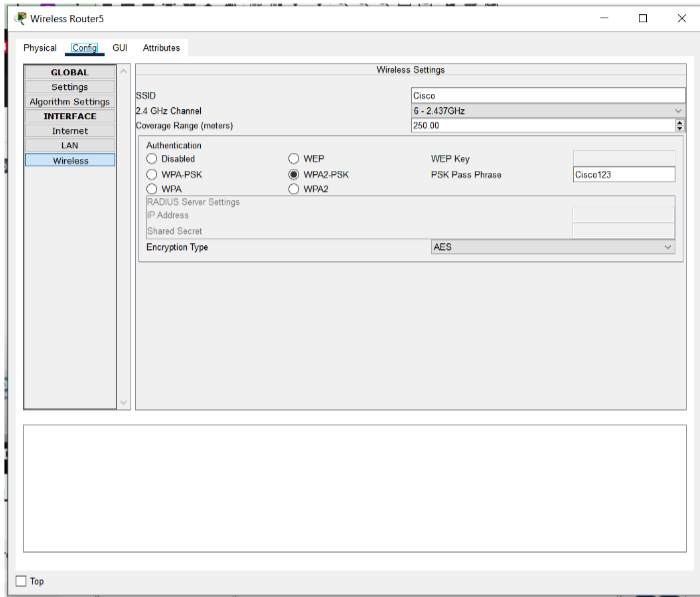 Wireless Router5
Physical Config GUI Attributes
GLOBAL
Settings
Algorithm Settings
INTERFACE
Internet
LAN
Wireless
Wireless Settings
SSID Cisco
2.4 GHz Channel 6 - 2.437GHz
Coverage Range (meters) 250.00
Authentication
Disabled WEP WEP Key
WPA-PSK WPA2-PSK PSK Pass Phrase Cisco123
WPA WPA2
RADIUS Server Settings
IP Address
Shared Secret
Encryption Type AES
Top